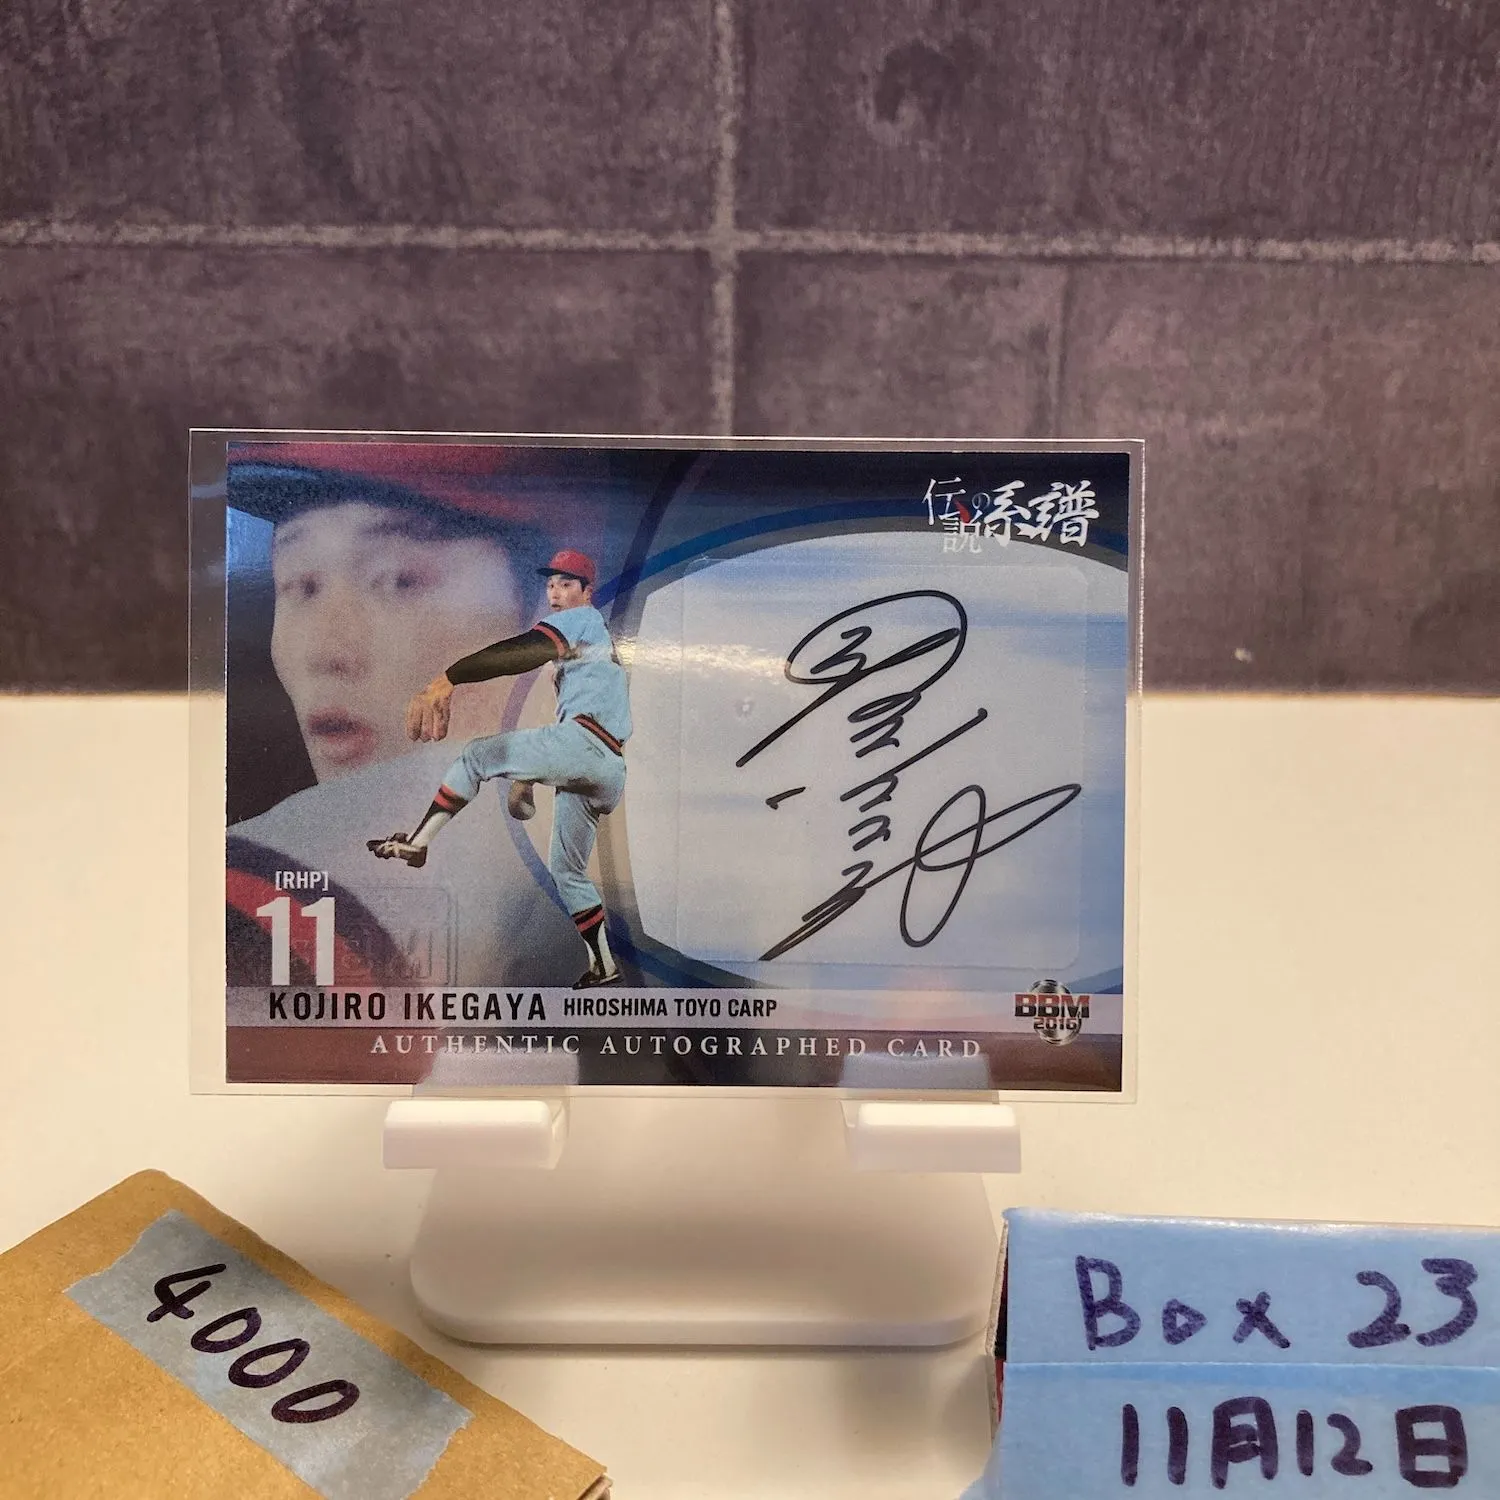 伝説の系譜
[RHP]
11
KOJIRO IKEGAYA HIROSHIMA TOYO CARP
BBM
2016
AUTHENTIC AUTOGRAPHED CARD
4000
Box 23
11月12日